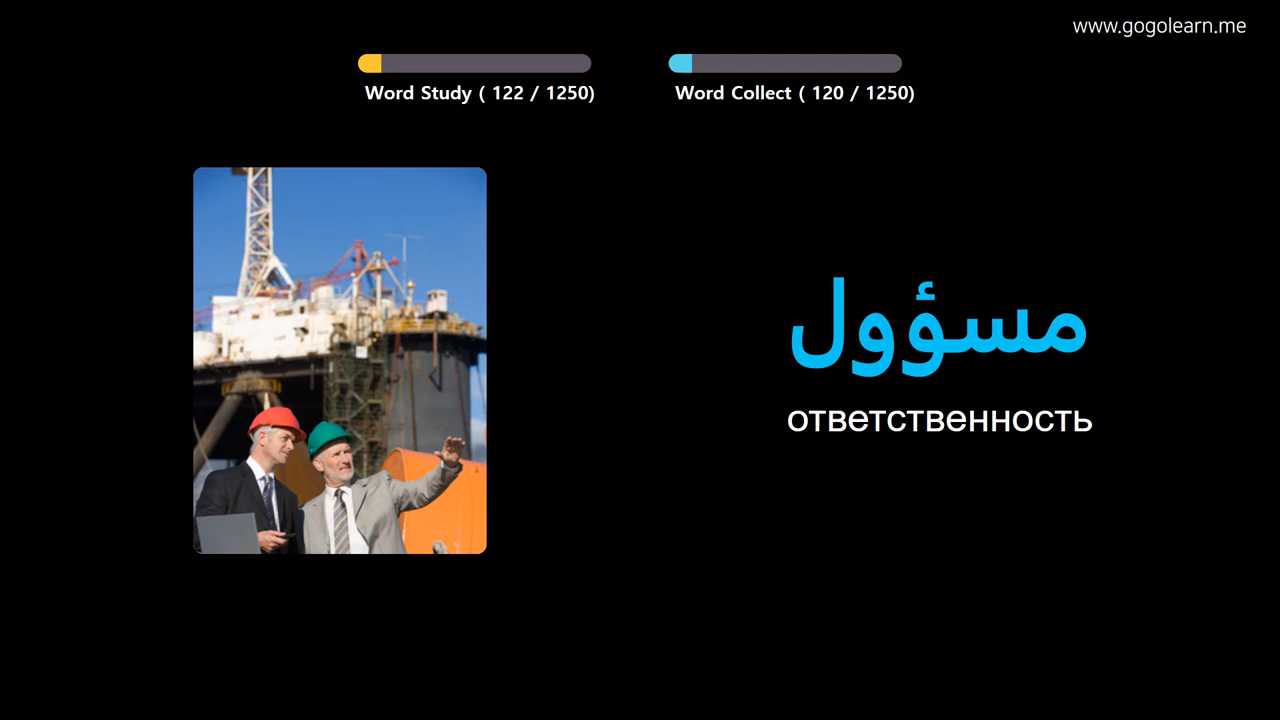 www.gogolearn.me
Word Study ( 122 / 1250)
Word Collect ( 120 / 1250)
مسؤول
ответственность